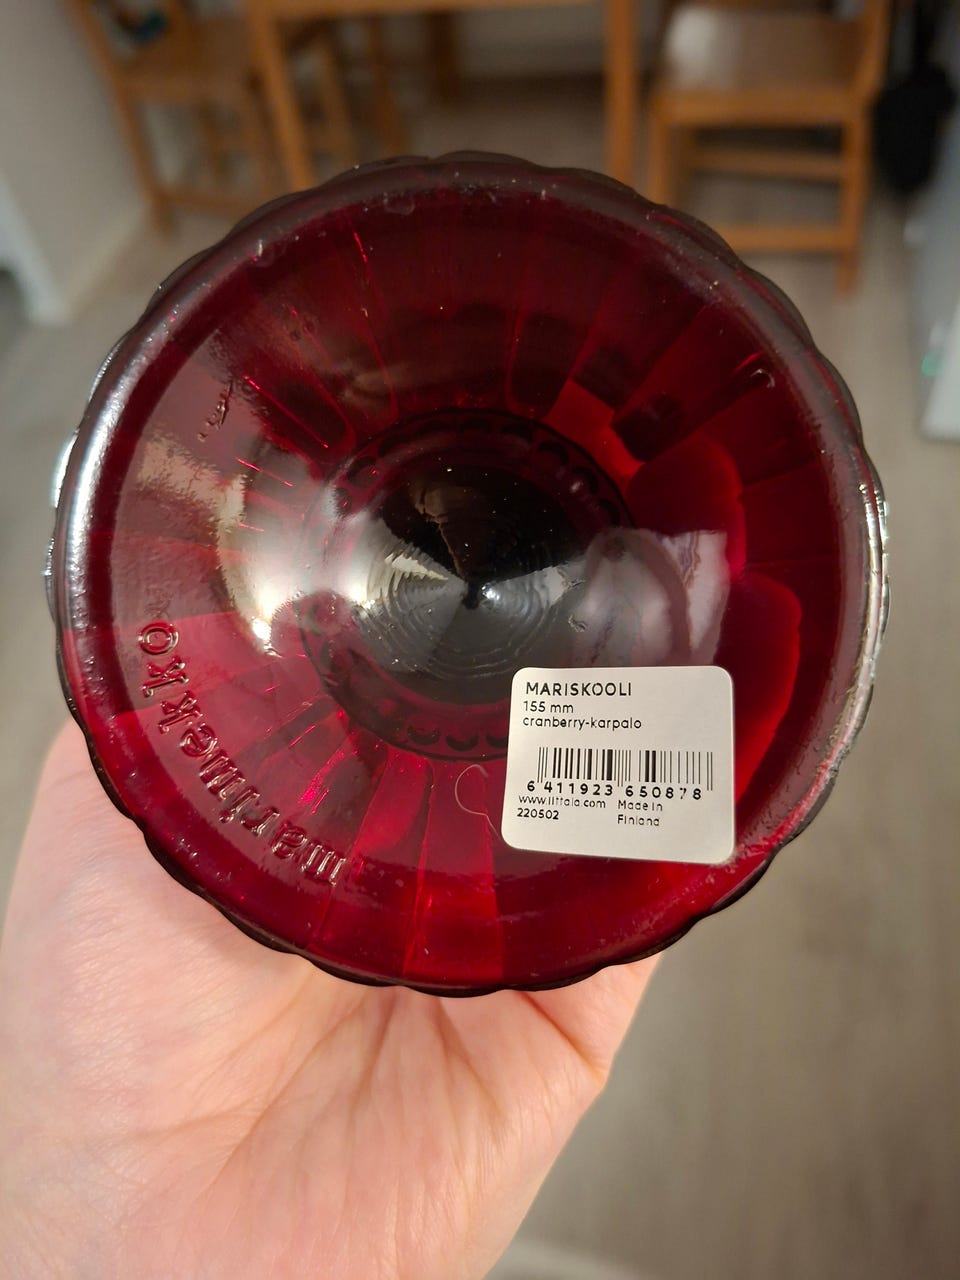 marimekko
MARISKOOLI
155 mm
cranberry-karpalo
6 411923 650878
www.iittala.com Made in
220502 Finland